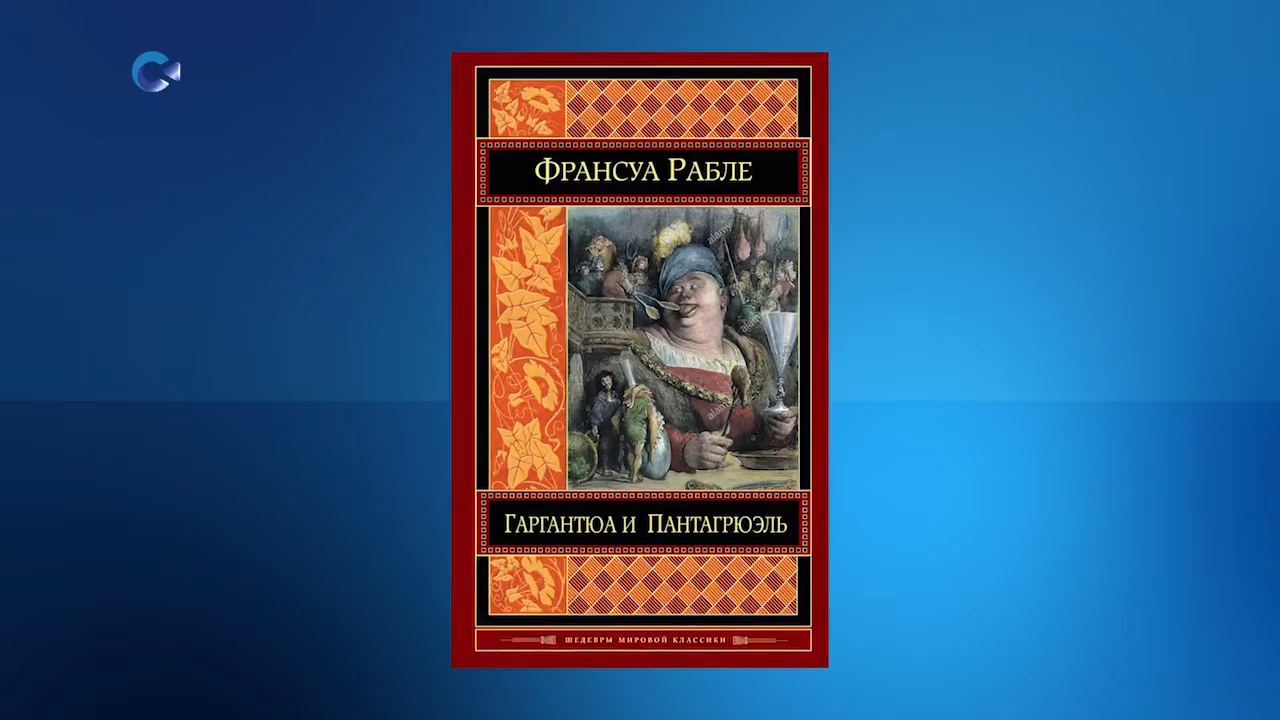 ФРАНСУА РАБЛЕ
ГАРГАНТЮА И ПАНТАГРЮЭЛЬ
ШЕДЕВРЫ МИРОВОЙ КЛАССИКИ